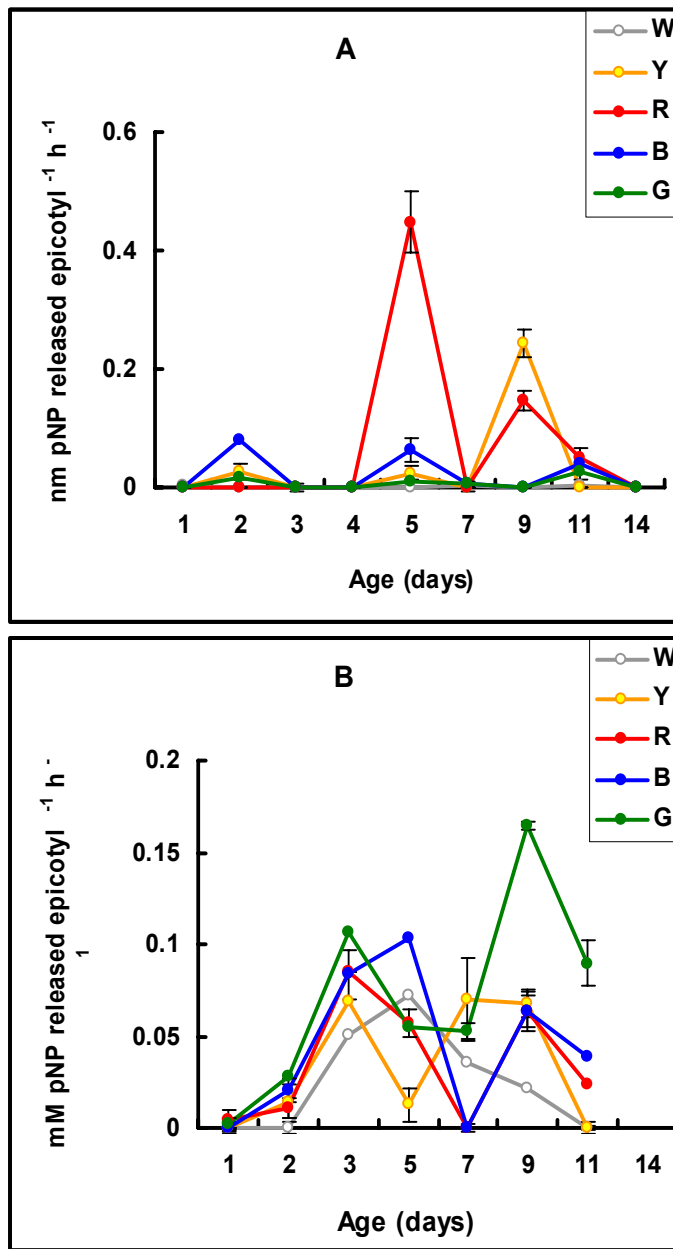 A
W
Y
R
B
G
nm pNP released epicotyl -1 h -1
0.6
0.4
0.2
0
1 2 3 4 5 7 9 11 14
Age (days)
B
W
Y
R
B
G
mM pNP released epicotyl -1 h -
1
0.2
0.15
0.1
0.05
0
1 2 3 5 7 9 11 14
Age (days)